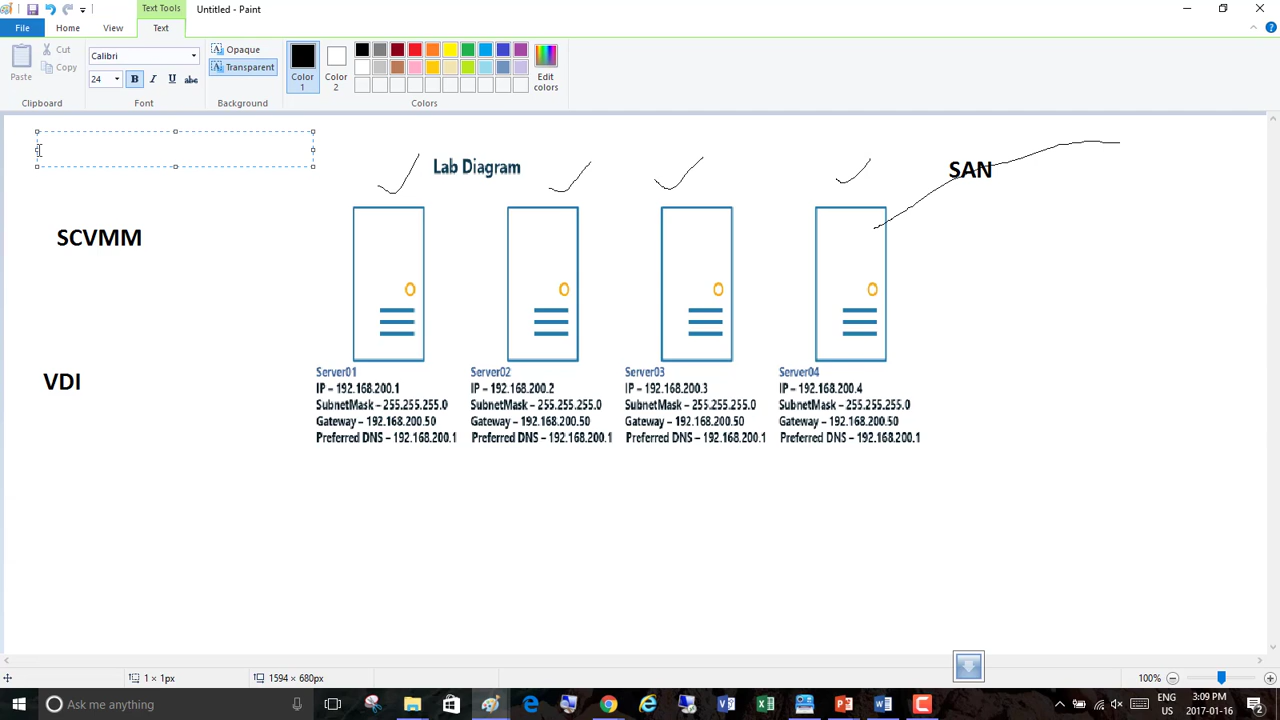 Text Tools
Untitled - Paint
File
Home
View
Text
Paste
Cut
Copy
Clipboard
Calibri
24
B I U abc
Font
Opaque
Transparent
Background
Color 1
Color 2
Edit colors
Colors
Lab Diagram
SAN
SCVMM
VDI
Server01
IP – 192.168.200.1
SubnetMask – 255.255.255.0
Gateway – 192.168.200.50
Preferred DNS – 192.168.200.1
Server02
IP – 192.168.200.2
SubnetMask – 255.255.255.0
Gateway – 192.168.200.50
Preferred DNS – 192.168.200.1
Server03
IP – 192.168.200.3
SubnetMask – 255.255.255.0
Gateway – 192.168.200.50
Preferred DNS – 192.168.200.1
Server04
IP – 192.168.200.4
SubnetMask – 255.255.255.0
Gateway – 192.168.200.50
Preferred DNS – 192.168.200.1
1 × 1px
1594 × 680px
100%
Ask me anything
ENG
US
3:09 PM
2017-01-16
2